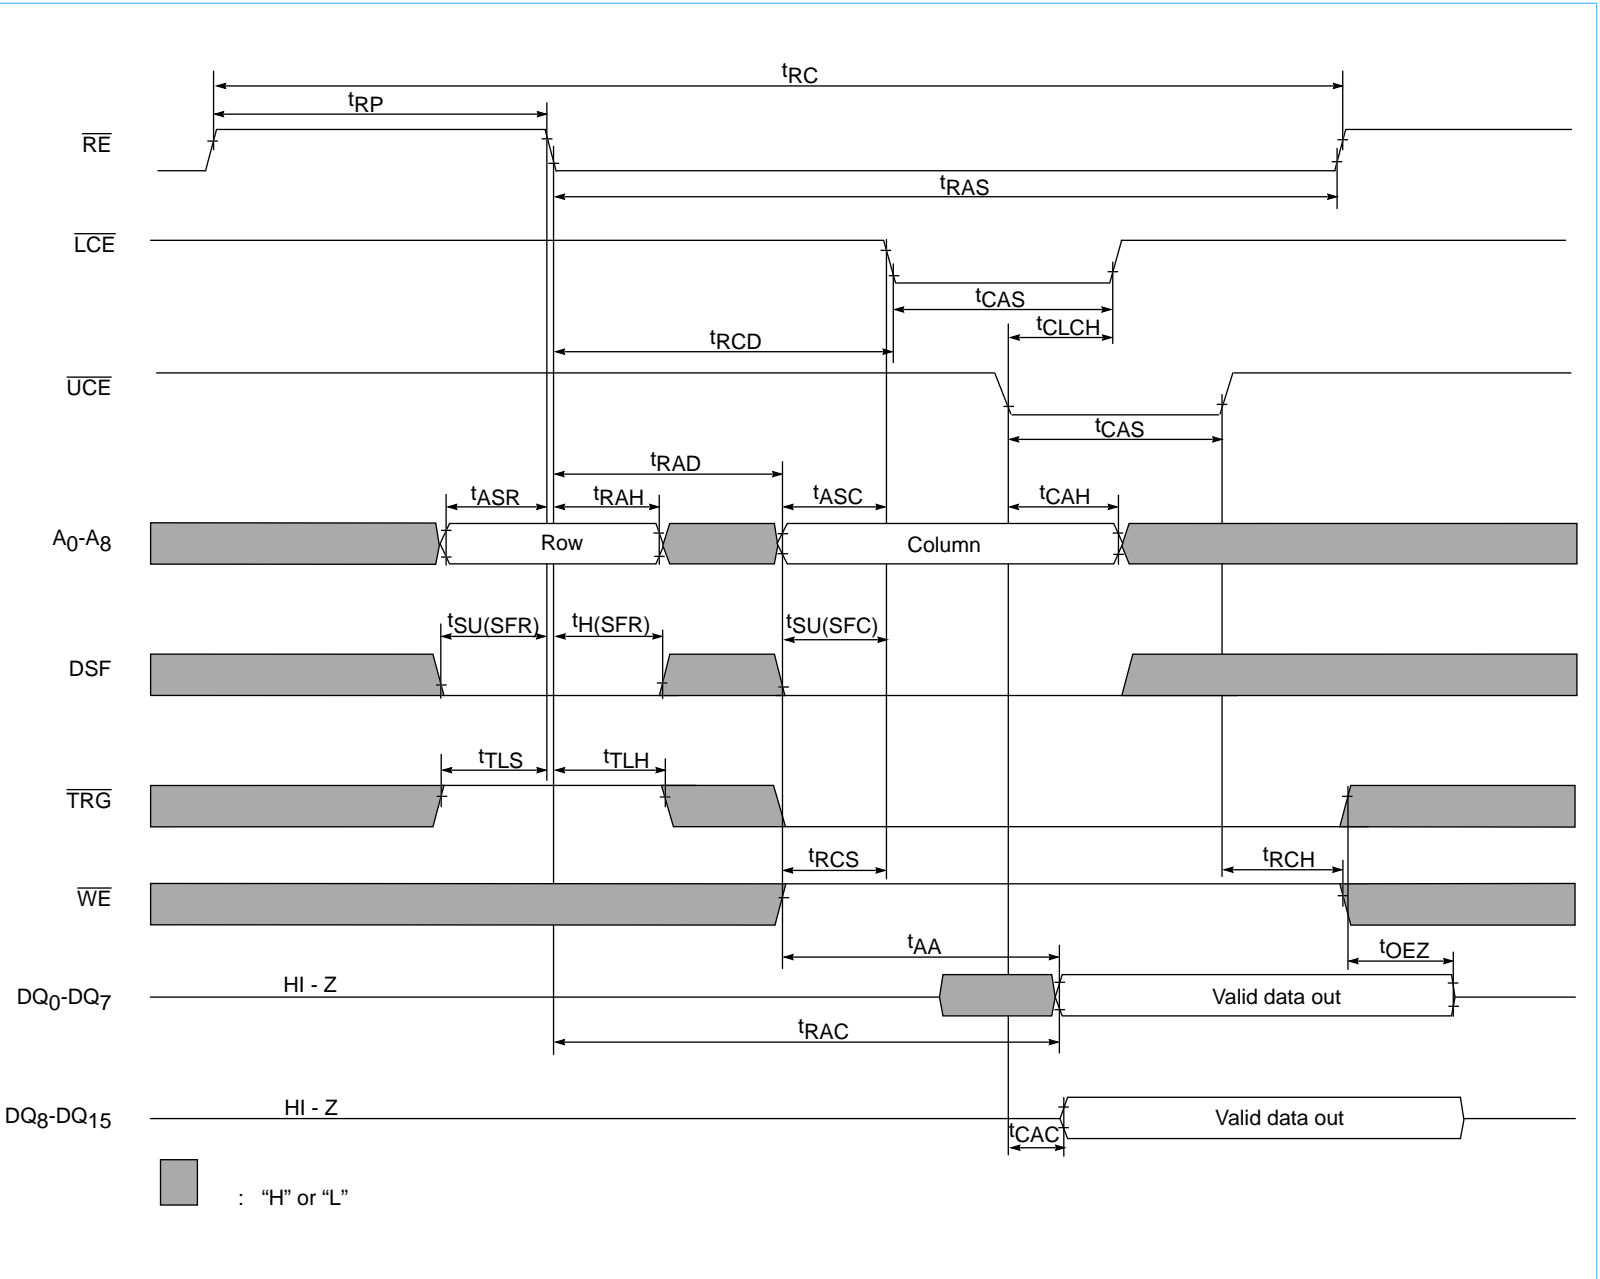 tRC
tRP
RE
tRAS
LCE
tCAS
tCLCH
tRCD
UCE
tCAS
tRAD
tASR
tRAH
tASC
tCAH
A0-A8
Row
Column
tSU(SFR)
tH(SFR)
tSU(SFC)
DSF
tTLS
tTLH
TRG
tRCS
tRCH
WE
tAA
tOEZ
DQ0-DQ7
HI - Z
Valid data out
tRAC
DQ8-DQ15
HI - Z
Valid data out
tCAC
: “H” or “L”